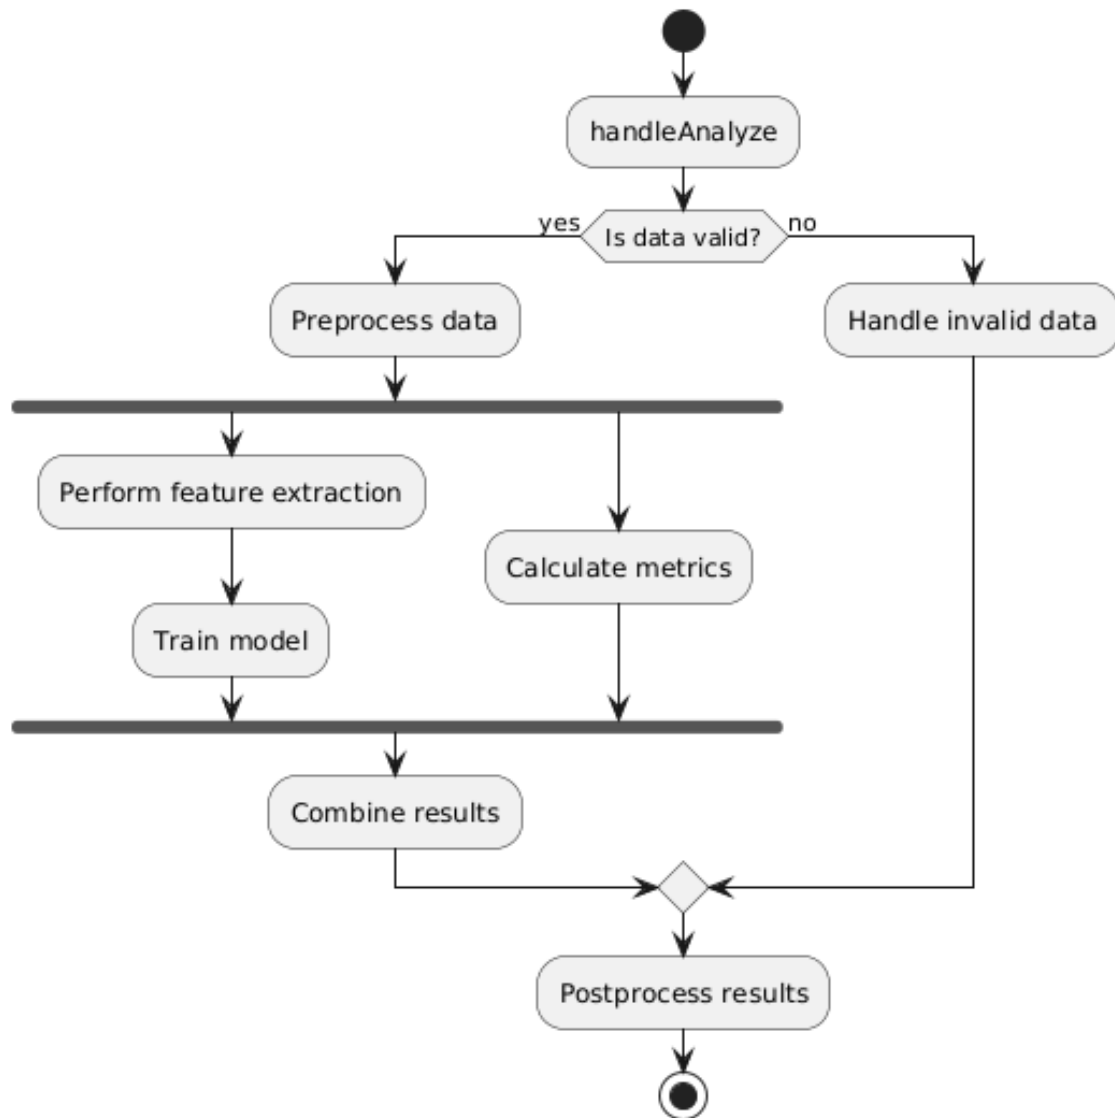 handleAnalyze
yes
Is data valid?
no
Preprocess data
Handle invalid data
Perform feature extraction
Calculate metrics
Train model
Combine results
Postprocess results